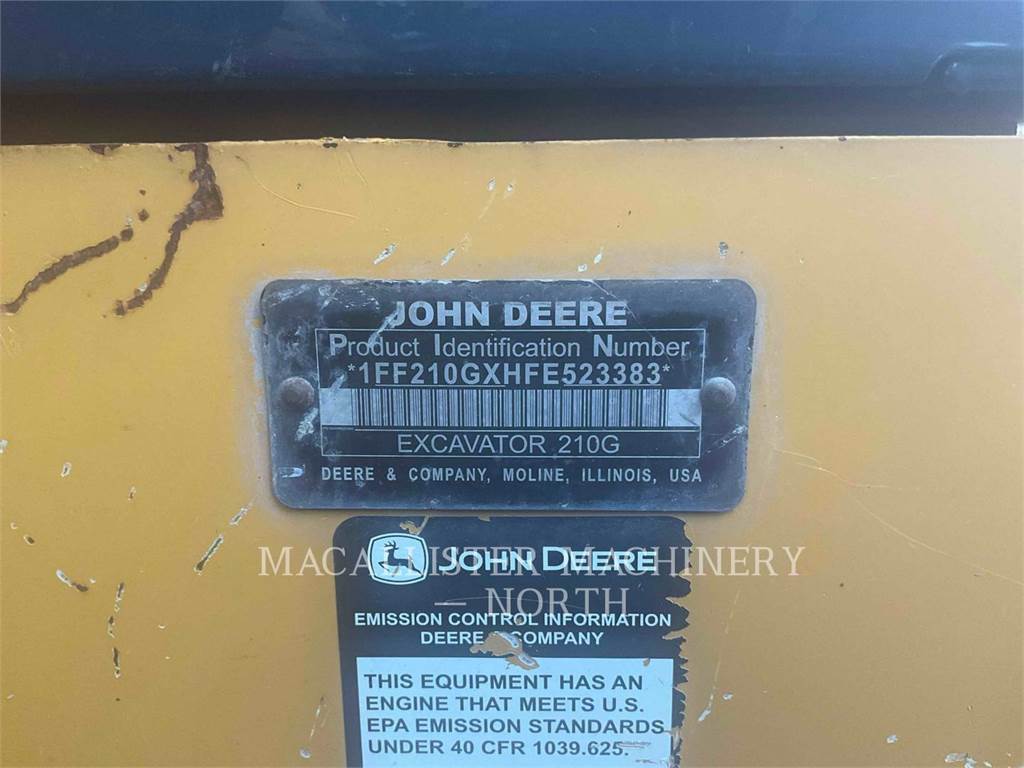 JOHN DEERE
Product Identification Number
*1FF210GXHFE523383*
EXCAVATOR 210G
DEERE & COMPANY, MOLINE, ILLINOIS, USA
JOHN DEERE
MACALLISTER MACHINERY
— NORTH
EMISSION CONTROL INFORMATION
DEERE & COMPANY
THIS EQUIPMENT HAS AN
ENGINE THAT MEETS U.S.
EPA EMISSION STANDARDS
UNDER 40 CFR 1039.625.